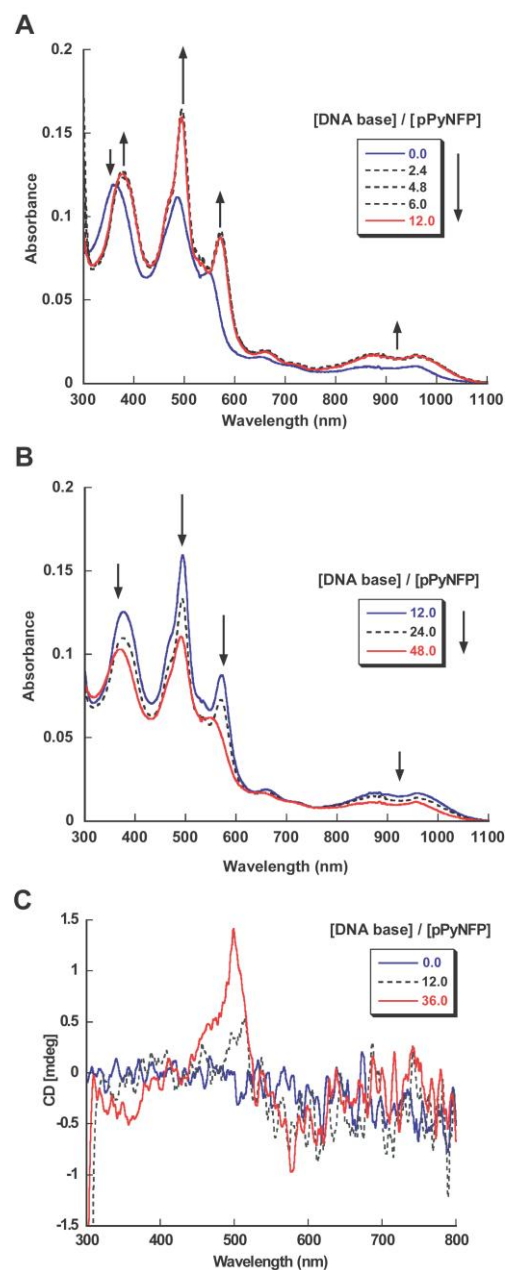 A
0.2
0.15
0.1
0.05
0
Absorbance
300 400 500 600 700 800 900 1000 1100
Wavelength (nm)
[DNA base] / [pPyNFP]
0.0
2.4
4.8
6.0
12.0
B
0.2
0.15
0.1
0.05
0
Absorbance
300 400 500 600 700 800 900 1000 1100
Wavelength (nm)
[DNA base] / [pPyNFP]
12.0
24.0
48.0
C
1.5
1
0.5
0
-0.5
-1
-1.5
CD [mdeg]
300 400 500 600 700 800
Wavelength (nm)
[DNA base] / [pPyNFP]
0.0
12.0
36.0